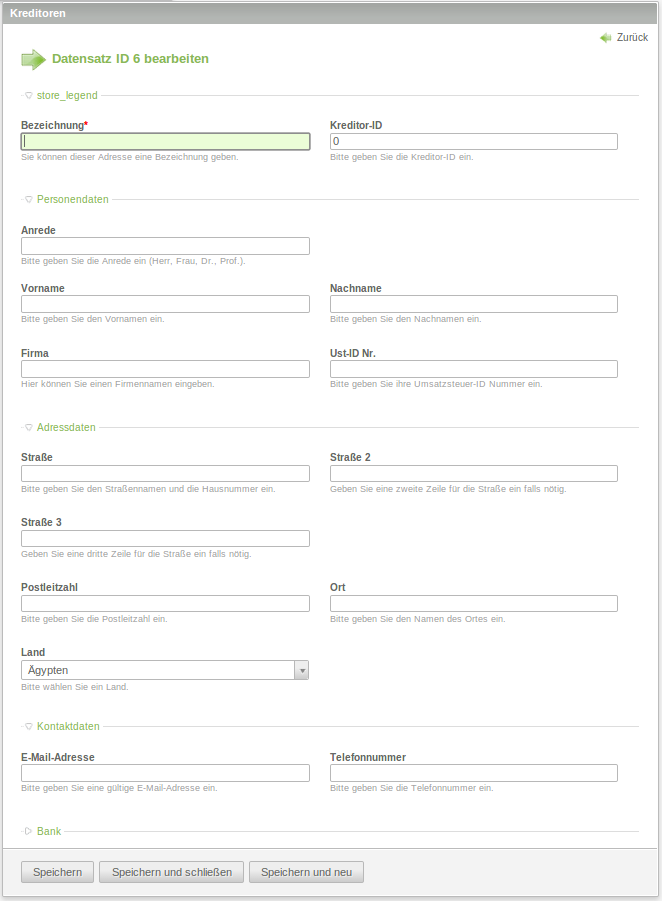 Kreditoren
Zurück
Datensatz ID 6 bearbeiten
store_legend
Bezeichnung* Kreditor-ID
0
Sie können dieser Adresse eine Bezeichnung geben. Bitte geben Sie die Kreditor-ID ein.
Personendaten
Anrede
Bitte geben Sie die Anrede ein (Herr, Frau, Dr., Prof.).
Vorname Nachname
Bitte geben Sie den Vornamen ein. Bitte geben Sie den Nachnamen ein.
Firma Ust-ID Nr.
Hier können Sie einen Firmennamen eingeben. Bitte geben Sie ihre Umsatzsteuer-ID Nummer ein.
Adressdaten
Straße Straße 2
Bitte geben Sie den Straßennamen und die Hausnummer ein. Geben Sie eine zweite Zeile für die Straße ein falls nötig.
Straße 3
Geben Sie eine dritte Zeile für die Straße ein falls nötig.
Postleitzahl Ort
Bitte geben Sie die Postleitzahl ein. Bitte geben Sie den Namen des Ortes ein.
Land
Ägypten
Bitte wählen Sie ein Land.
Kontaktdaten
E-Mail-Adresse Telefonnummer
Bitte geben Sie eine gültige E-Mail-Adresse ein. Bitte geben Sie die Telefonnummer ein.
Bank
Speichern Speichern und schließen Speichern und neu